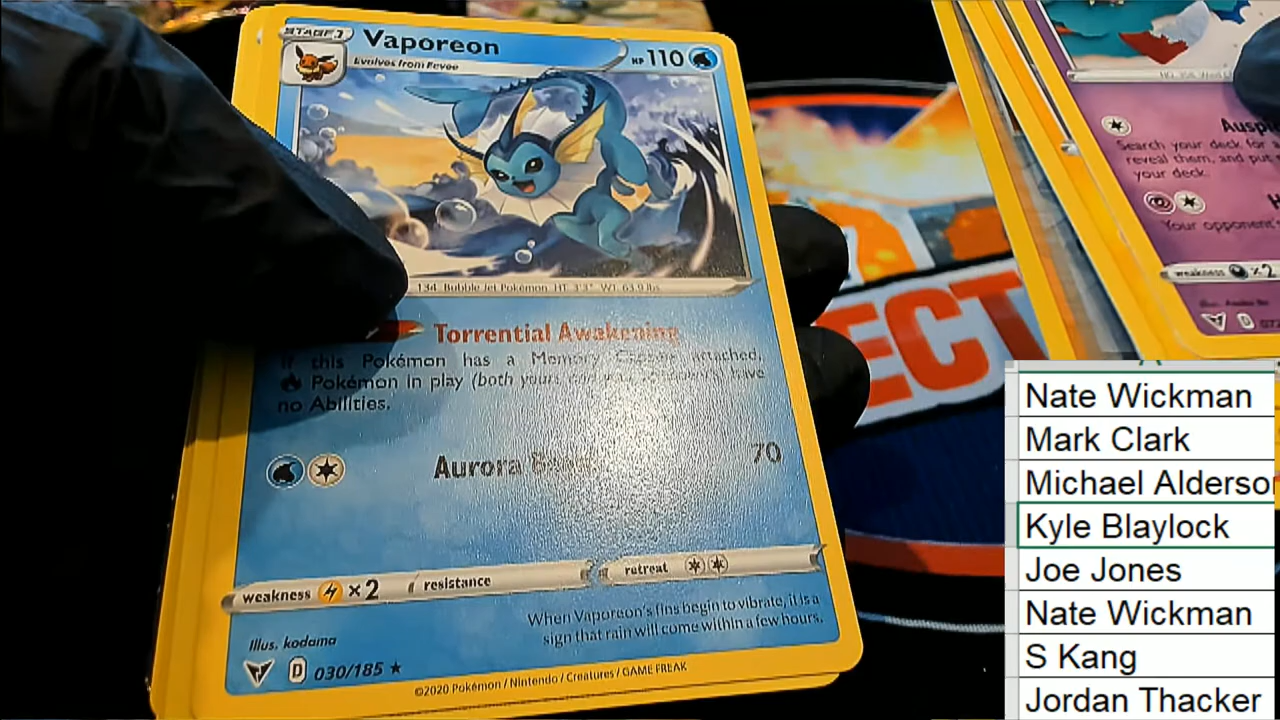 STAGE 1
Vaporeon
HP 110
Evolves from Eevee
134 Bubble Jet Pokémon HT 3'3" WT 63.9 lbs
Torrential Awakening
If this Pokémon has a Memory attached,
Pokémon in play (both yours and your opponent's) have
no Abilities.
Aurora 70
weakness ×2 resistance retreat
When Vaporeon's fins begin to vibrate, it is a
sign that rain will come within a few hours.
Illus. kodama
D 030/185 ★
©2020 Pokémon / Nintendo / Creatures / GAME FREAK
Search your deck for a
reveal them, and put
your deck.
Your opponent's
weakness ×2
D
ECT
Nate Wickman
Mark Clark
Michael Alderso
Kyle Blaylock
Joe Jones
Nate Wickman
S Kang
Jordan Thacker